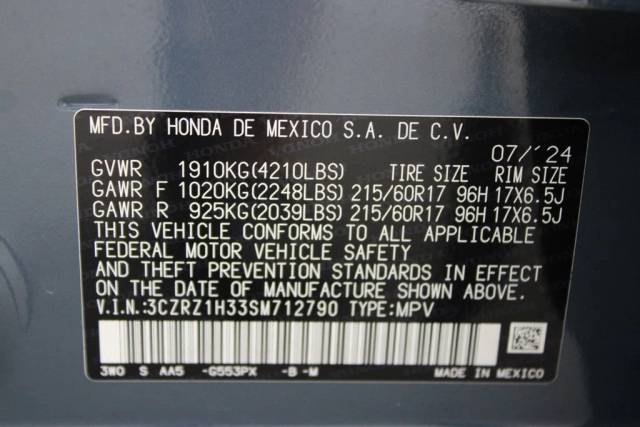 MFD.BY HONDA DE MEXICO S.A. DE C.V.
07/´24
GVWR 1910KG(4210LBS) TIRE SIZE RIM SIZE
GAWR F 1020KG(2248LBS) 215/60R17 96H 17X6.5J
GAWR R 925KG(2039LBS) 215/60R17 96H 17X6.5J
THIS VEHICLE CONFORMS TO ALL APPLICABLE
FEDERAL MOTOR VEHICLE SAFETY
AND THEFT PREVENTION STANDARDS IN EFFECT
ON THE DATE OF MANUFACTURE SHOWN ABOVE.
V.I.N.:3CZRZ1H33SM712790 TYPE:MPV
3W0 S AA5 -G553PX -B -M MADE IN MEXICO